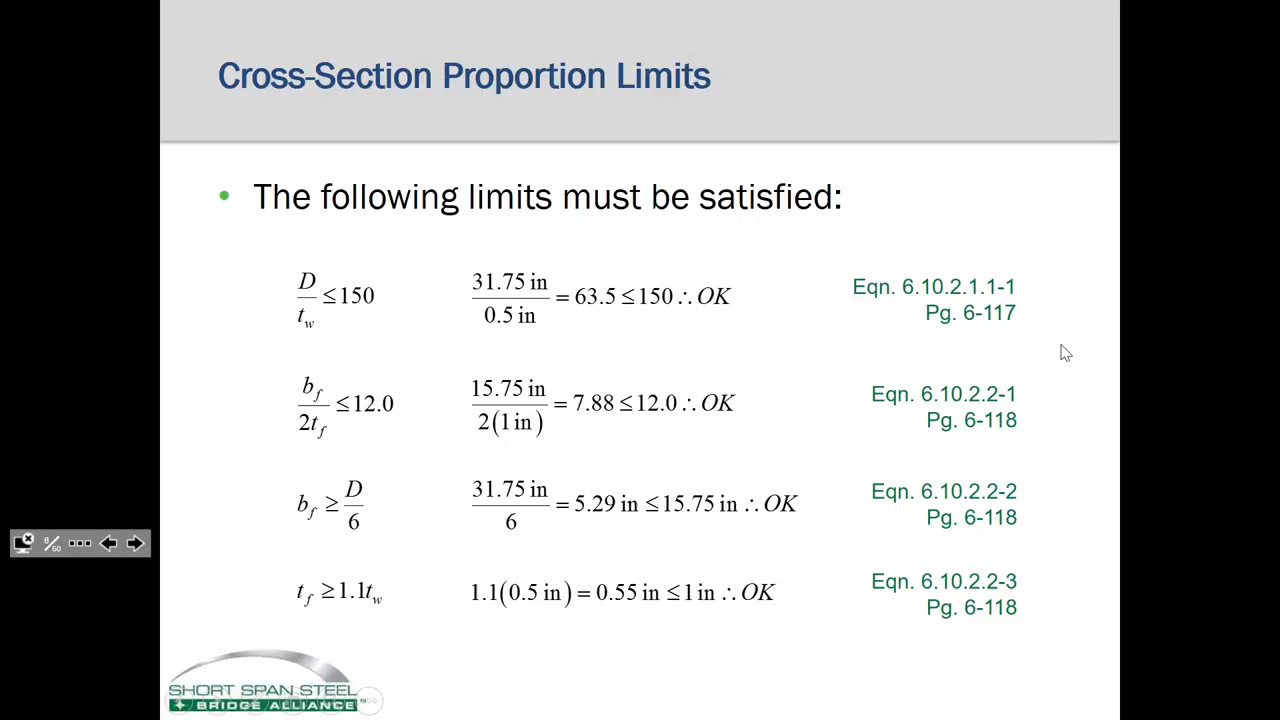 Cross-Section Proportion Limits
• The following limits must be satisfied:
D/t_w ≤ 150    31.75 in/0.5 in = 63.5 ≤ 150 ∴ OK    Eqn. 6.10.2.1.1-1
Pg. 6-117
b_f/2t_f ≤ 12.0    15.75 in/2(1 in) = 7.88 ≤ 12.0 ∴ OK    Eqn. 6.10.2.2-1
Pg. 6-118
b_f ≥ D/6    31.75 in/6 = 5.29 in ≤ 15.75 in ∴ OK    Eqn. 6.10.2.2-2
Pg. 6-118
t_f ≥ 1.1t_w    1.1(0.5 in) = 0.55 in ≤ 1 in ∴ OK    Eqn. 6.10.2.2-3
Pg. 6-118
8/60
SHORT SPAN STEEL
BRIDGE ALLIANCE